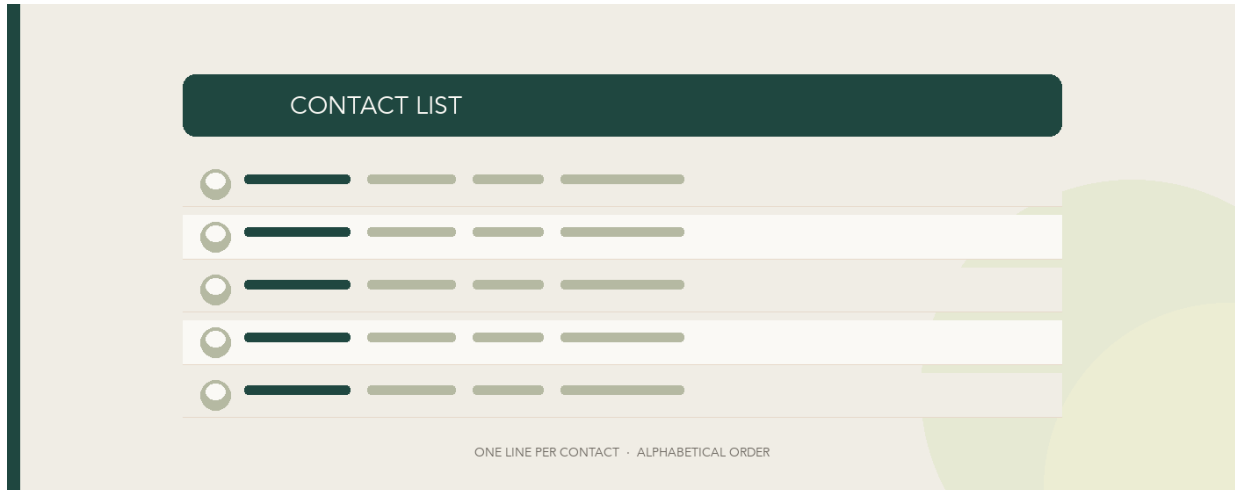 CONTACT LIST
ONE LINE PER CONTACT · ALPHABETICAL ORDER